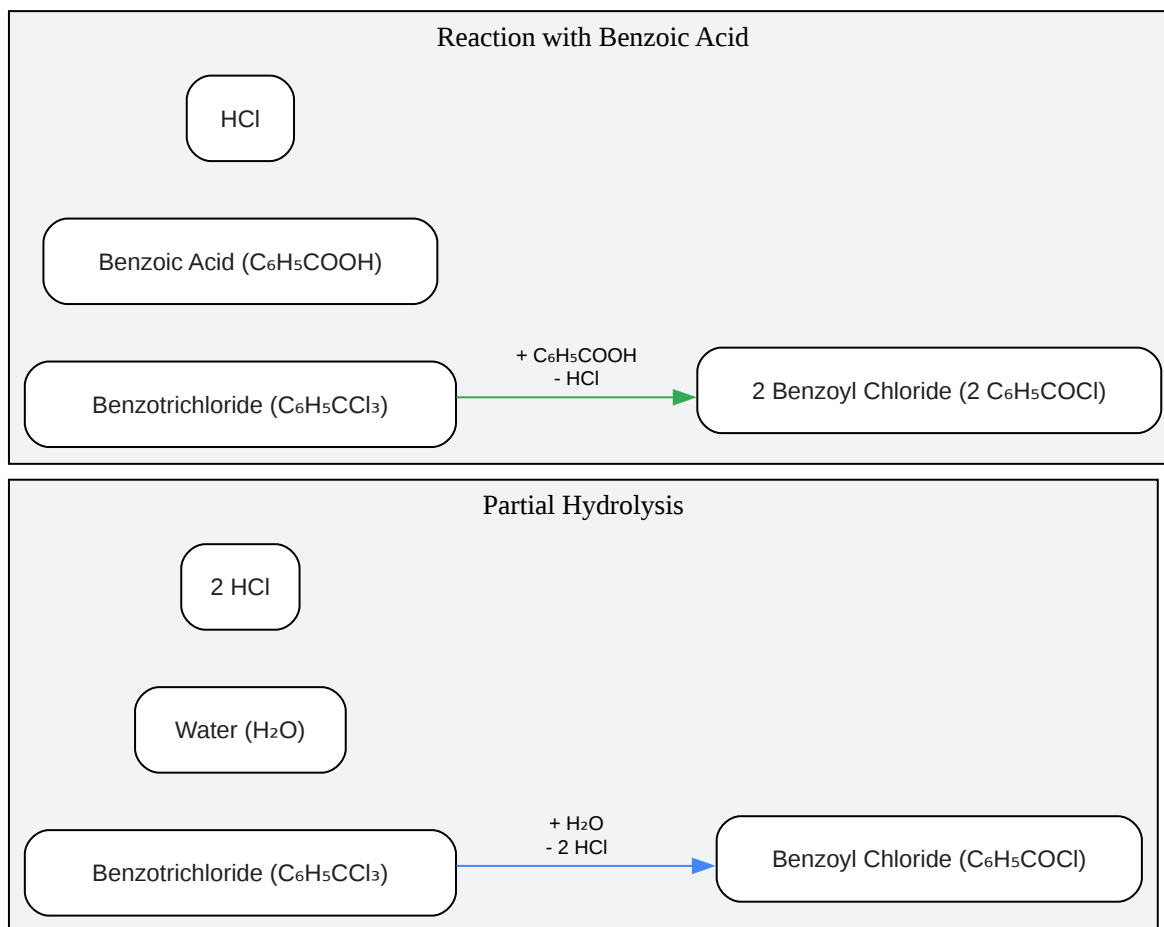 Reaction with Benzoic Acid
HCl
Benzoic Acid (C₆H₅COOH)
+ C₆H₅COOH
- HCl
Benzotrichloride (C₆H₅CCl₃)
2 Benzoyl Chloride (2 C₆H₅COCl)
Partial Hydrolysis
2 HCl
Water (H₂O)
+ H₂O
- 2 HCl
Benzotrichloride (C₆H₅CCl₃)
Benzoyl Chloride (C₆H₅COCl)